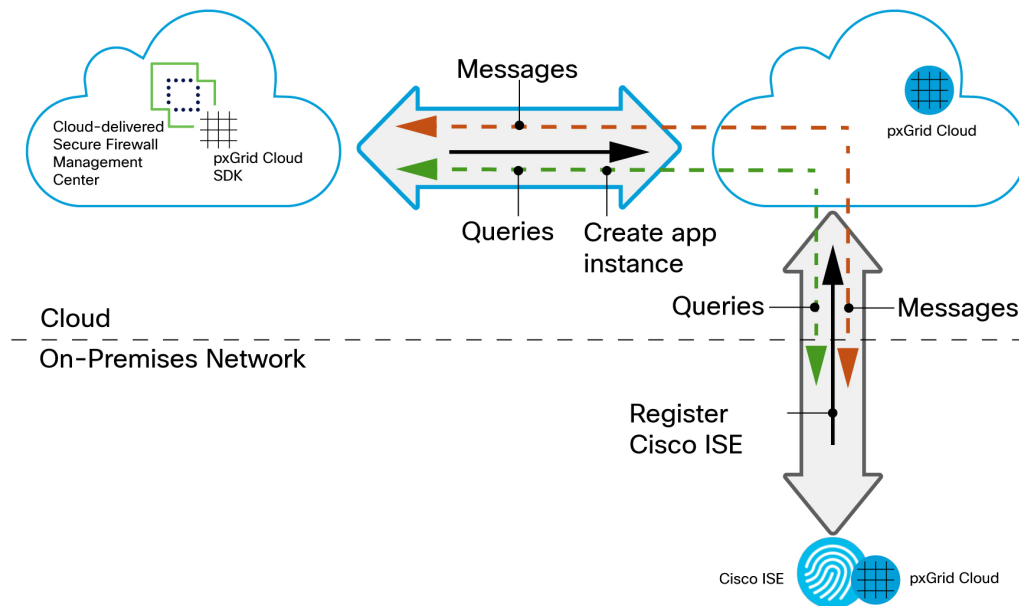 Messages
Cloud-delivered
Secure Firewall
Management
Center
pxGrid Cloud
SDK
pxGrid Cloud
Queries
Create app
instance
Queries
Messages
Cloud
On-Premises Network
Register
Cisco ISE
Cisco ISE
pxGrid Cloud